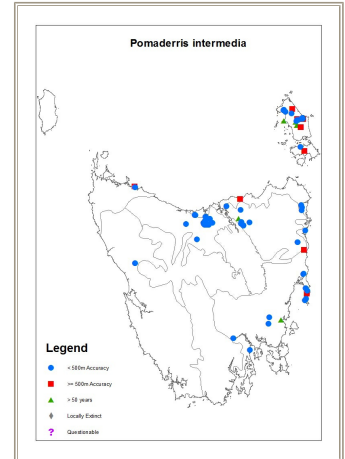 Pomaderris intermedia
Legend
< 500m Accuracy
>= 500m Accuracy
> 50 years
Locally Extinct
? Questionable